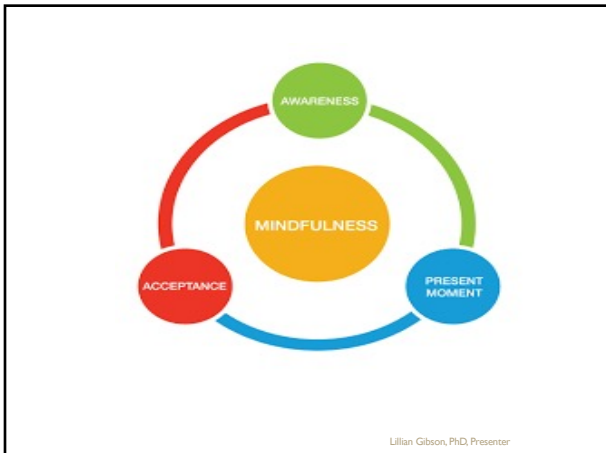 AWARENESS
MINDFULNESS
ACCEPTANCE
PRESENT
MOMENT
Lillian Gibson, PhD, Presenter